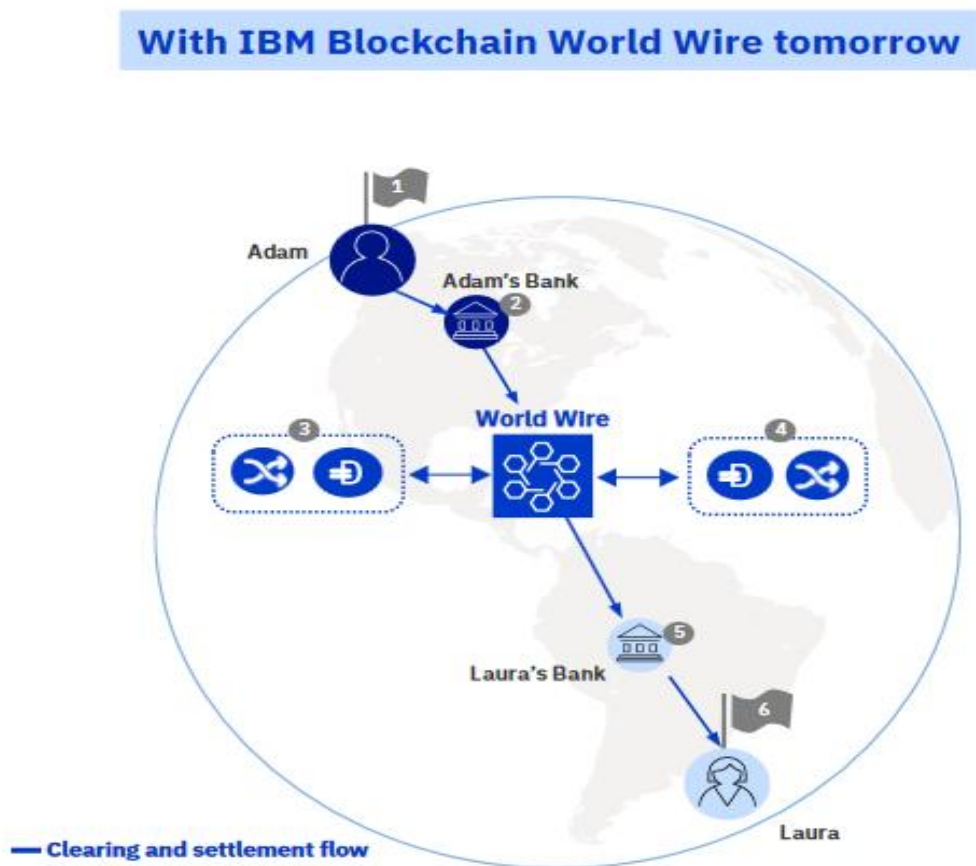 With IBM Blockchain World Wire tomorrow
1
Adam
Adam's Bank
2
World Wire
3
4
5
Laura's Bank
6
Laura
Clearing and settlement flow